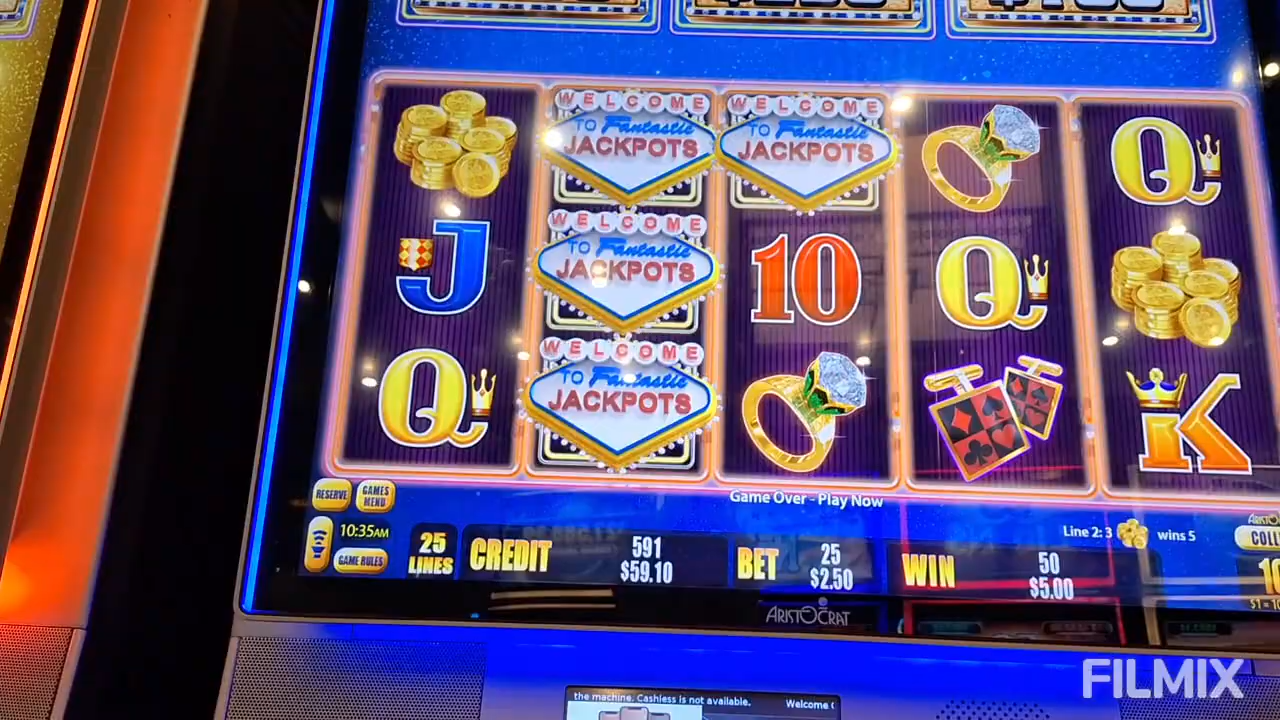 WELCOME
TO Fantastic
JACKPOTS
WELCOME
TO Fantastic
JACKPOTS
Q
J
WELCOME
TO Fantastic
JACKPOTS
10
Q
Q
WELCOME
TO Fantastic
JACKPOTS
K
RESERVE
GAMES
MENU
Game Over - Play Now
10:35AM
GAME RULES
25
LINES
CREDIT
591
$59.10
BET
25
$2.50
WIN
50
$5.00
Line 2: 3
wins 5
ARISTOCRAT
the machine. Cashless is not available.
Welcome
FILMIX